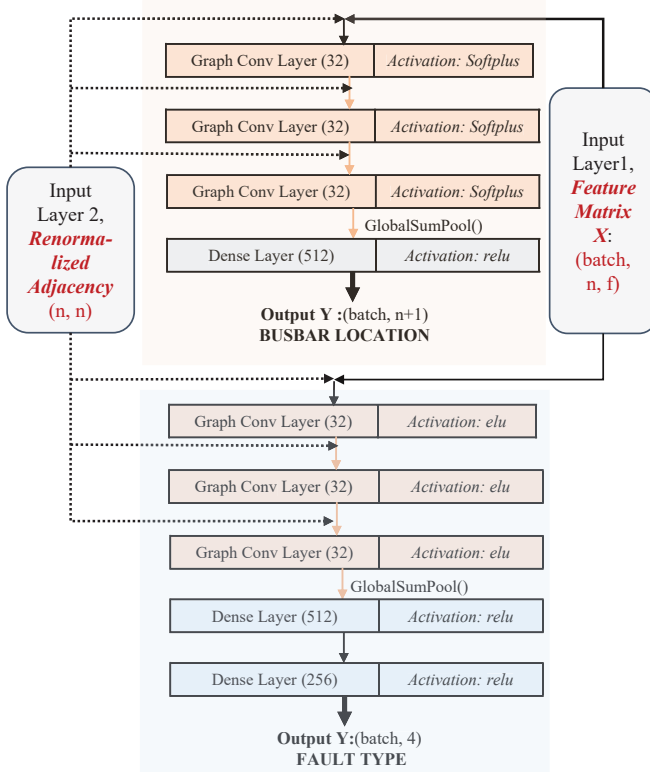 Graph Conv Layer (32) Activation: Softplus
Graph Conv Layer (32) Activation: Softplus
Graph Conv Layer (32) Activation: Softplus
GlobalSumPool()
Dense Layer (512) Activation: relu
Output Y :(batch, n+1)
BUSBAR LOCATION
Input
Layer 2,
Renorma-
lized
Adjacency
(n, n)
Input
Layer1,
Feature
Matrix
X:
(batch,
n, f)
Graph Conv Layer (32) Activation: elu
Graph Conv Layer (32) Activation: elu
Graph Conv Layer (32) Activation: elu
GlobalSumPool()
Dense Layer (512) Activation: relu
Dense Layer (256) Activation: relu
Output Y:(batch, 4)
FAULT TYPE